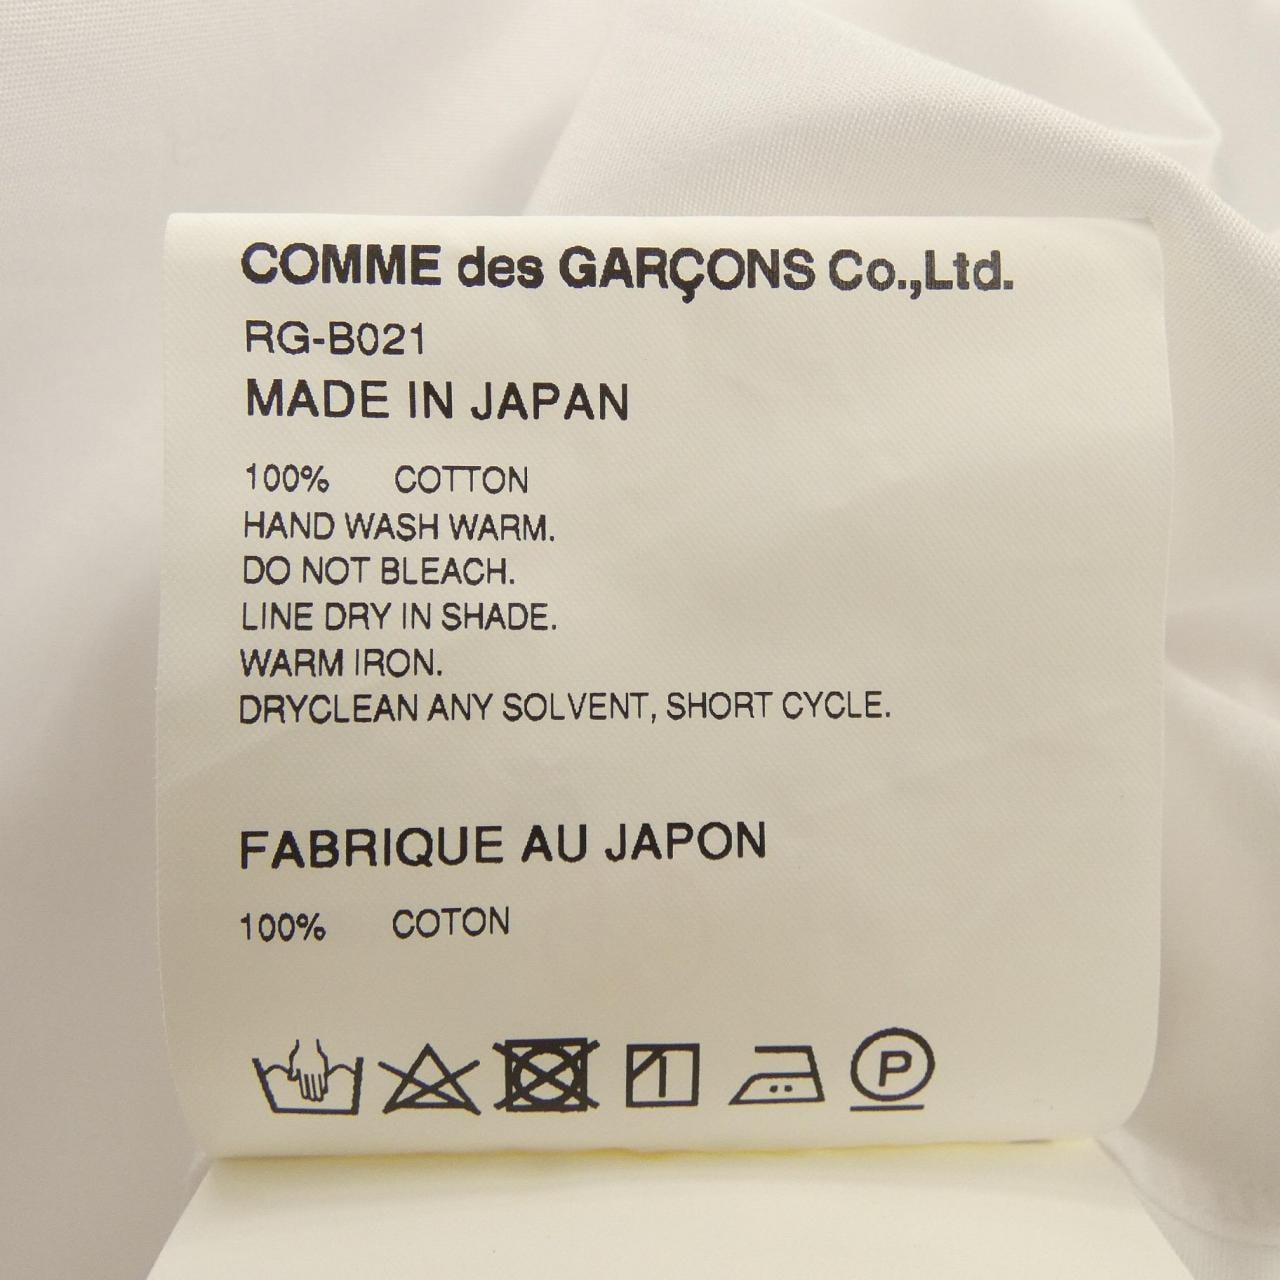 COMME des GARÇONS Co.,Ltd.
RG-B021
MADE IN JAPAN
100% COTTON
HAND WASH WARM.
DO NOT BLEACH.
LINE DRY IN SHADE.
WARM IRON.
DRYCLEAN ANY SOLVENT, SHORT CYCLE.
FABRIQUE AU JAPON
100% COTON
P